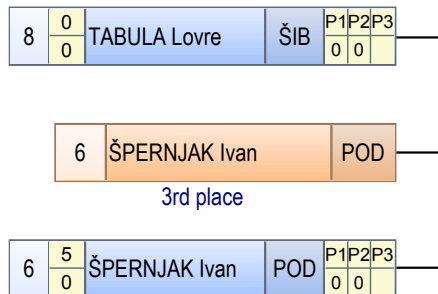 8 0 0 TABULA Lovre ŠIB P1 P2 P3 0 0
6 ŠPERNJAK Ivan POD
3rd place
6 5 0 ŠPERNJAK Ivan POD P1 P2 P3 0 0